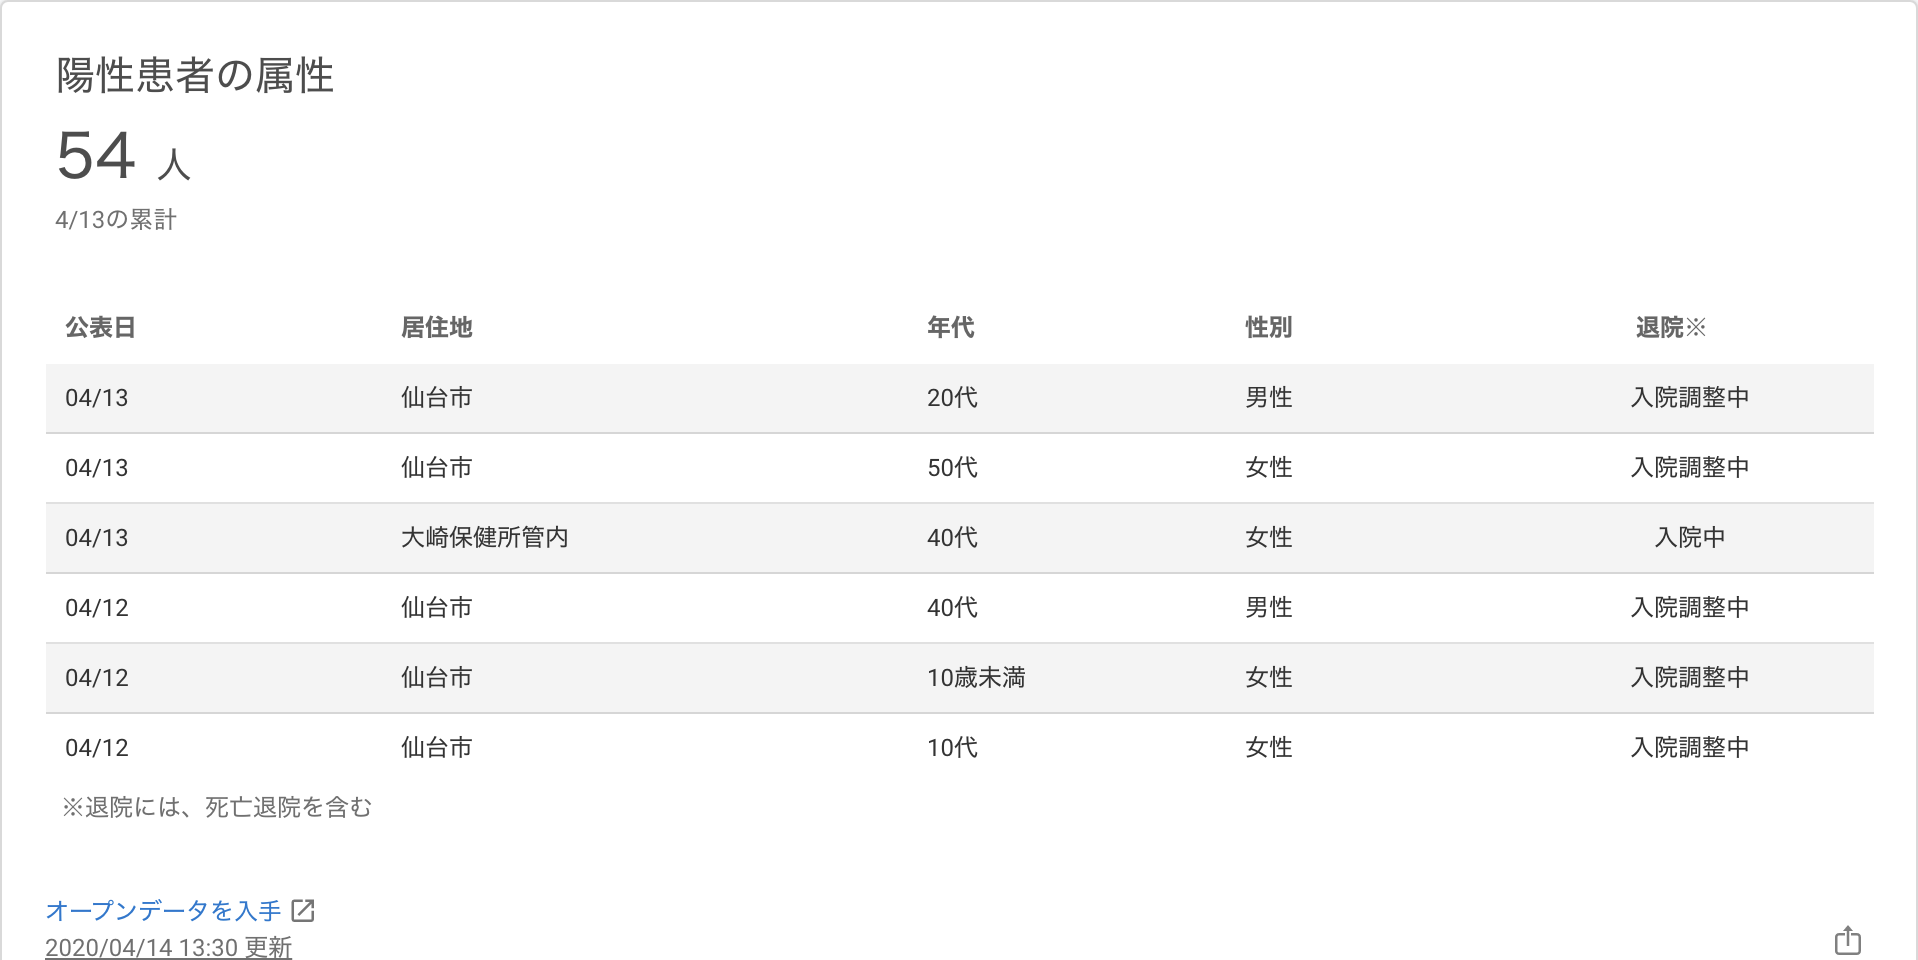 陽性患者の属性
54 人
4/13の累計
公表日 居住地 年代 性別 退院※
04/13 仙台市 20代 男性 入院調整中
04/13 仙台市 50代 女性 入院調整中
04/13 大崎保健所管内 40代 女性 入院中
04/12 仙台市 40代 男性 入院調整中
04/12 仙台市 10歳未満 女性 入院調整中
04/12 仙台市 10代 女性 入院調整中
※退院には、死亡退院を含む
オープンデータを入手
2020/04/14 13:30 更新